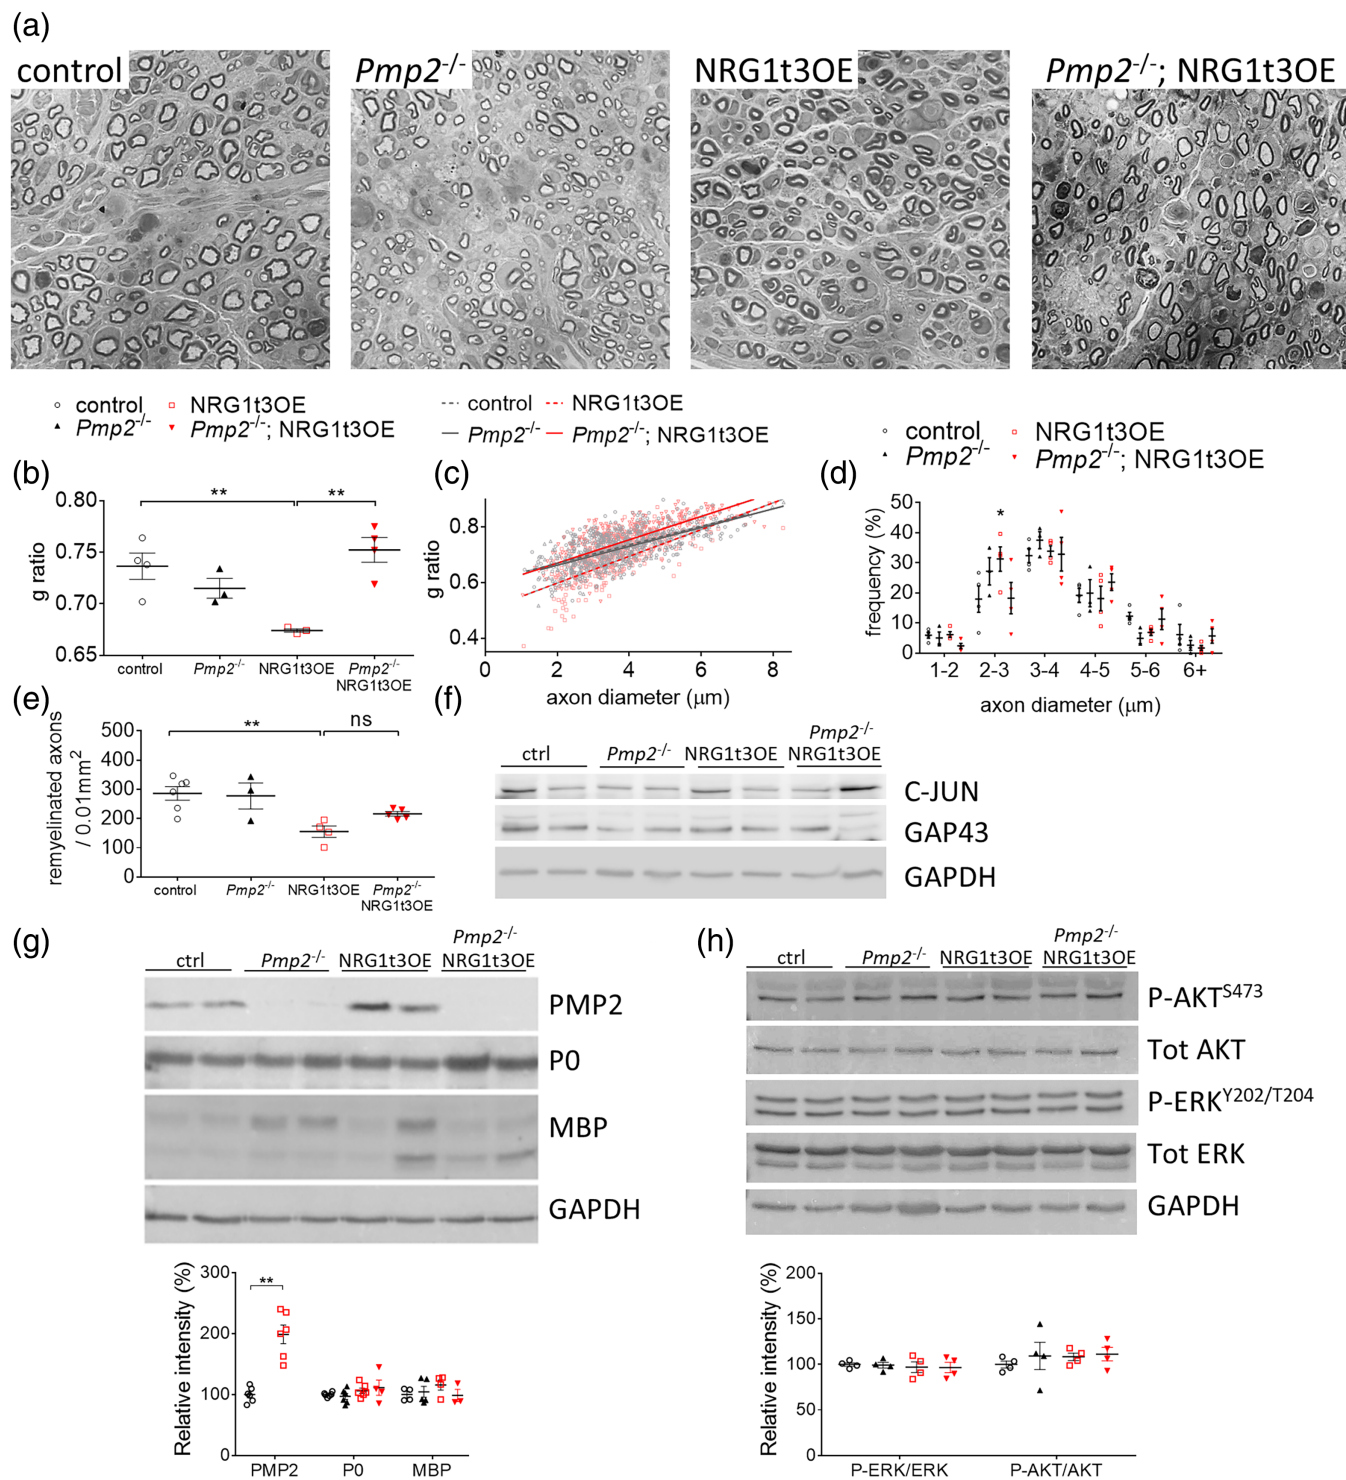 (a)
control
Pmp2-/-
NRG1t3OE
Pmp2-/-; NRG1t3OE
control NRG1t3OE
Pmp2-/- Pmp2-/-; NRG1t3OE
control NRG1t3OE
Pmp2-/- Pmp2-/-; NRG1t3OE
control NRG1t3OE
Pmp2-/- Pmp2-/-; NRG1t3OE
(b)
g ratio
0.80
0.75
0.70
0.65
** **
control Pmp2-/- NRG1t3OE Pmp2-/-
NRG1t3OE
(c)
g ratio
0.8
0.6
0.4
0 2 4 6 8
axon diameter (μm)
(d)
frequency (%)
50
40
30
20
10
0
*
1-2 2-3 3-4 4-5 5-6 6+
axon diameter (μm)
(e)
remyelinated axons
/ 0.01mm2
500
400
300
200
100
0
** ns
control Pmp2-/- NRG1t3OE Pmp2-/-
NRG1t3OE
(f)
ctrl Pmp2-/- NRG1t3OE Pmp2-/-
NRG1t3OE
C-JUN
GAP43
GAPDH
(g)
ctrl Pmp2-/- NRG1t3OE Pmp2-/-
NRG1t3OE
PMP2
P0
MBP
GAPDH
Relative intensity (%)
300
200
100
0
**
PMP2 P0 MBP
(h)
ctrl Pmp2-/- NRG1t3OE Pmp2-/-
NRG1t3OE
P-AKTS473
Tot AKT
P-ERKY202/T204
Tot ERK
GAPDH
Relative intensity (%)
200
150
100
50
0
P-ERK/ERK P-AKT/AKT